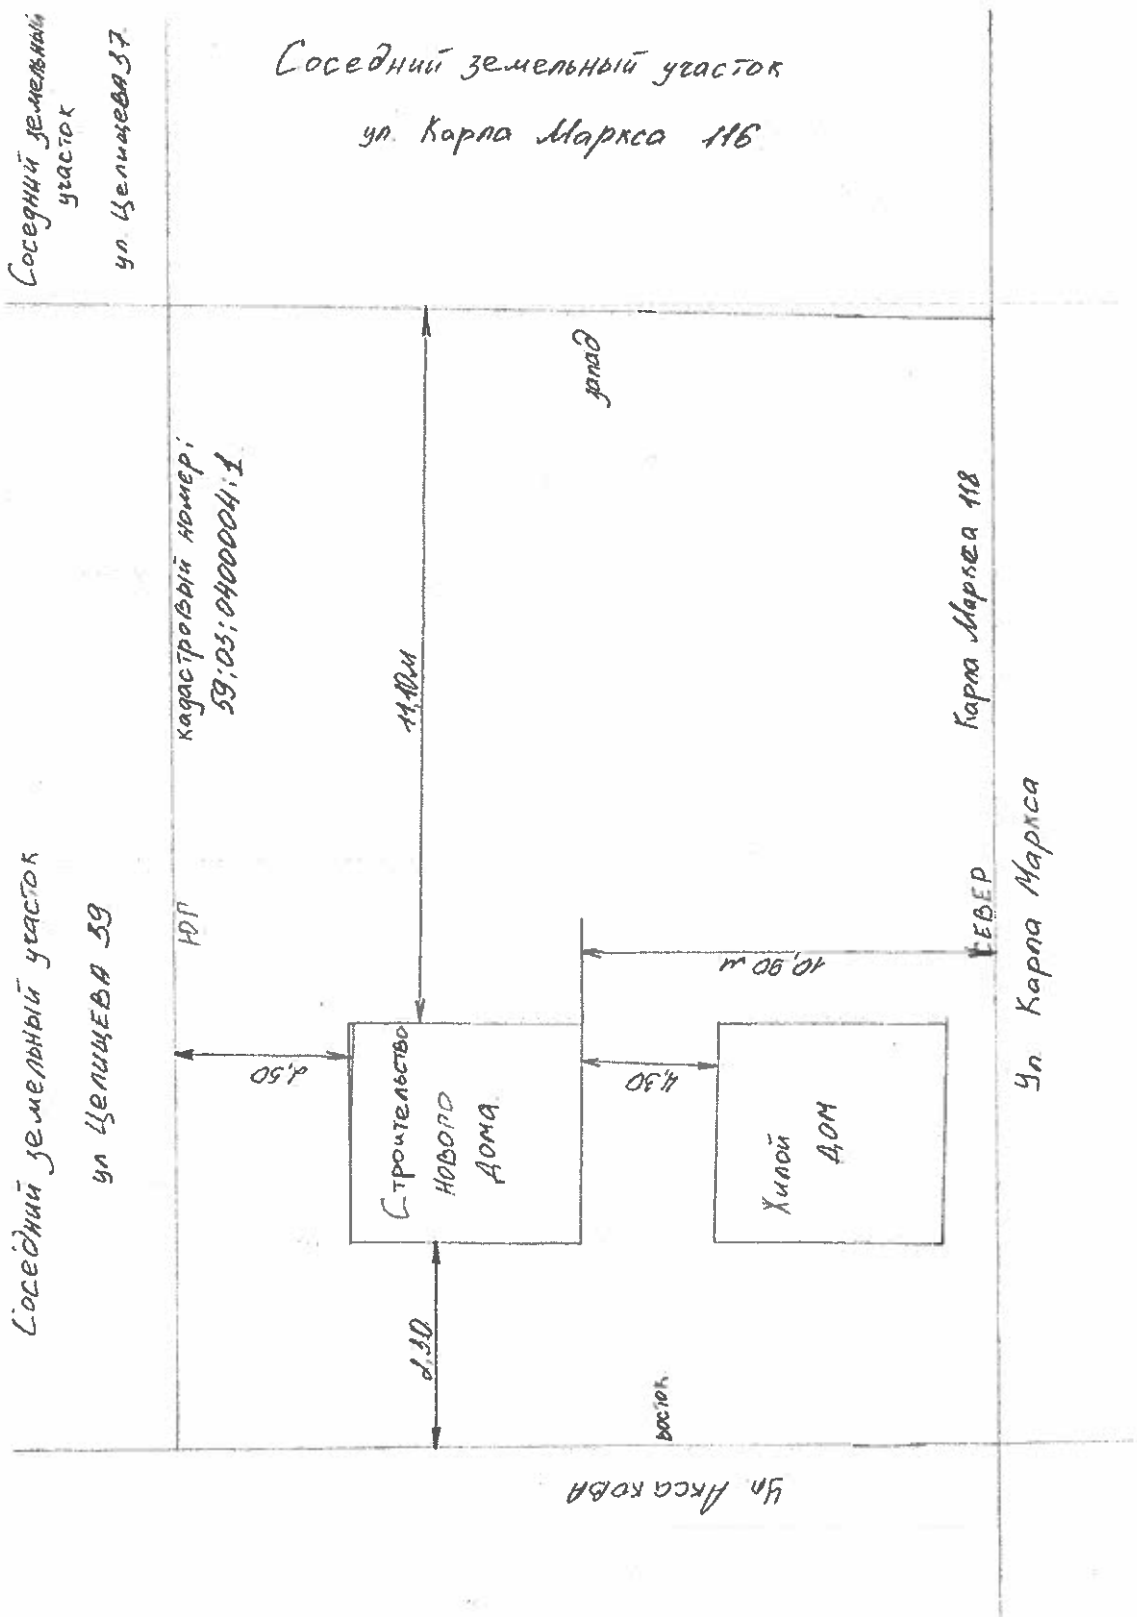 Соседний земельный
участок
ул. Целищева 37
Соседний земельный участок
ул. Карла Маркса 116
Соседний земельный участок
ул ЦЕЛИЩЕВА 39
кадастровый номер:
59:03:0400004:1
ЮГ
запад
11,10м
2,50
Строительство
НОВОГО
ДОМА
4,30
10,90 м
Жилой
ДОМ
2,30
восток
СЕВЕР
Карла Маркса 118
Ул. Карла Маркса
Ул. АКСАКОВА